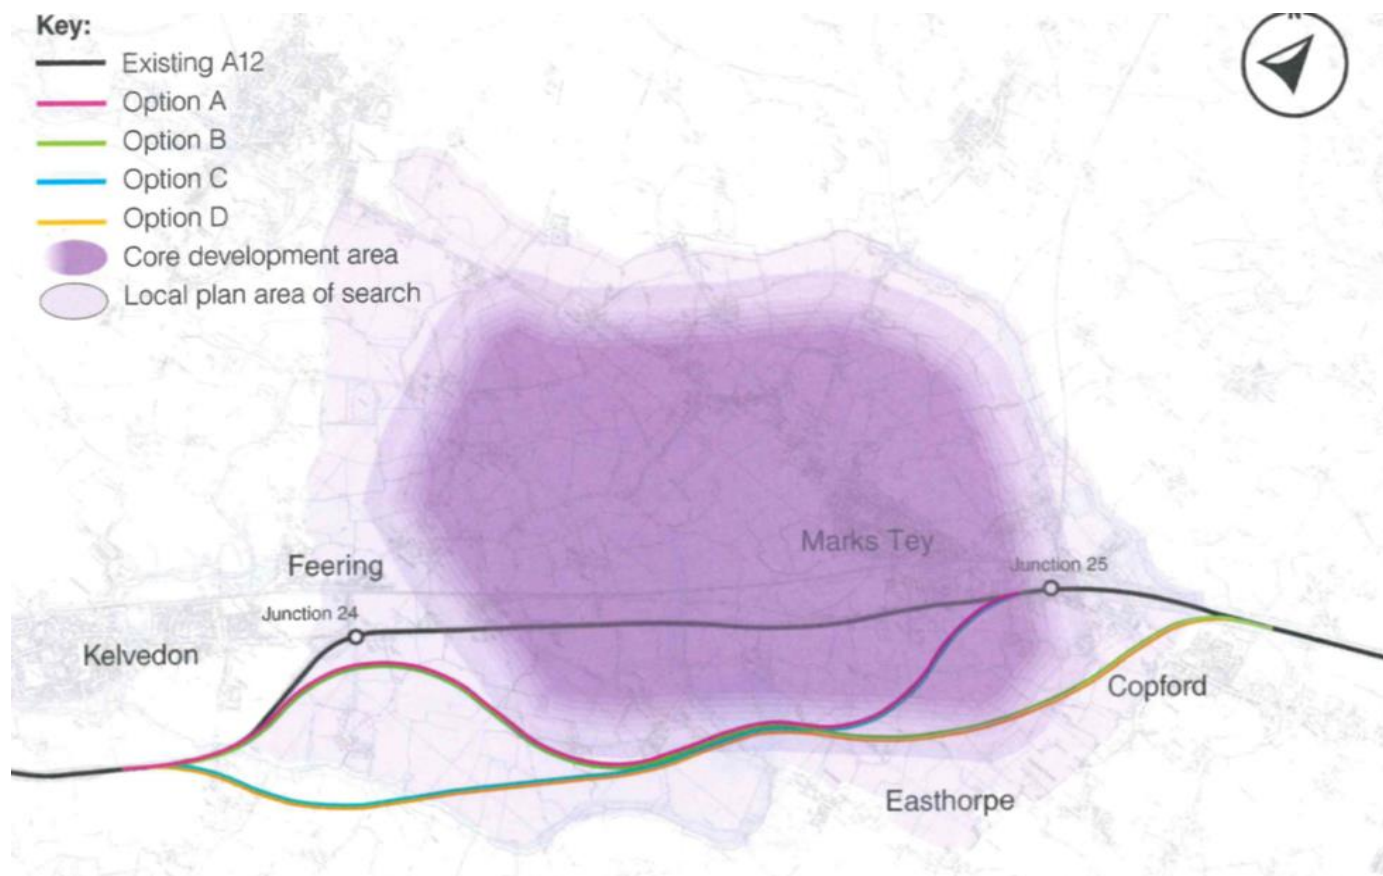 Key:
N
Existing A12
Option A
Option B
Option C
Option D
Core development area
Local plan area of search
Marks Tey
Feering
Junction 25
Junction 24
Kelvedon
Copford
Easthorpe